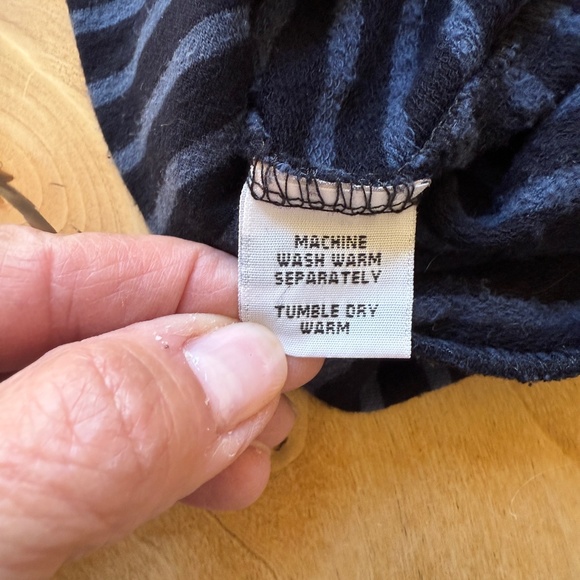 MACHINE
WASH WARM
SEPARATELY
TUMBLE DRY
WARM